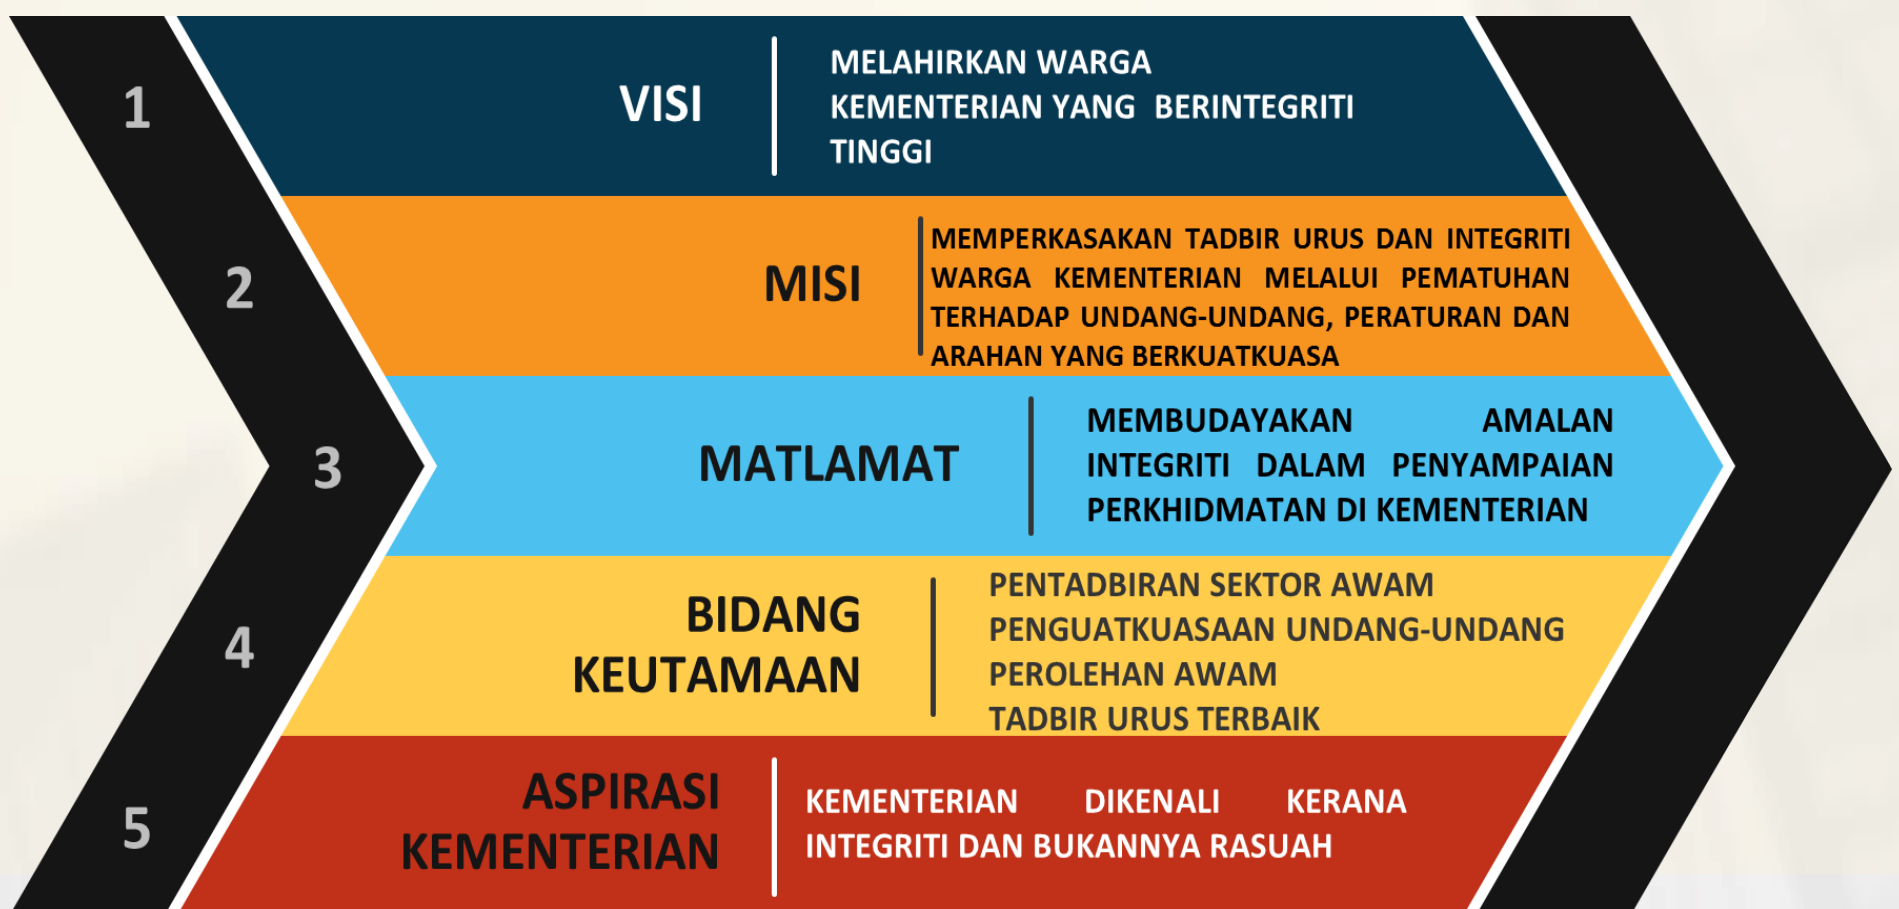 1
VISI
MELAHIRKAN WARGA
KEMENTERIAN YANG BERINTEGRITI
TINGGI
2
MISI
MEMPERKASAKAN TADBIR URUS DAN INTEGRITI
WARGA KEMENTERIAN MELALUI PEMATUHAN
TERHADAP UNDANG-UNDANG, PERATURAN DAN
ARAHAN YANG BERKUATKUASA
3
MATLAMAT
MEMBUDAYAKAN AMALAN
INTEGRITI DALAM PENYAMPAIAN
PERKHIDMATAN DI KEMENTERIAN
4
BIDANG
KEUTAMAAN
PENTADBIRAN SEKTOR AWAM
PENGUATKUASAAN UNDANG-UNDANG
PEROLEHAN AWAM
TADBIR URUS TERBAIK
5
ASPIRASI
KEMENTERIAN
KEMENTERIAN DIKENALI KERANA
INTEGRITI DAN BUKANNYA RASUAH